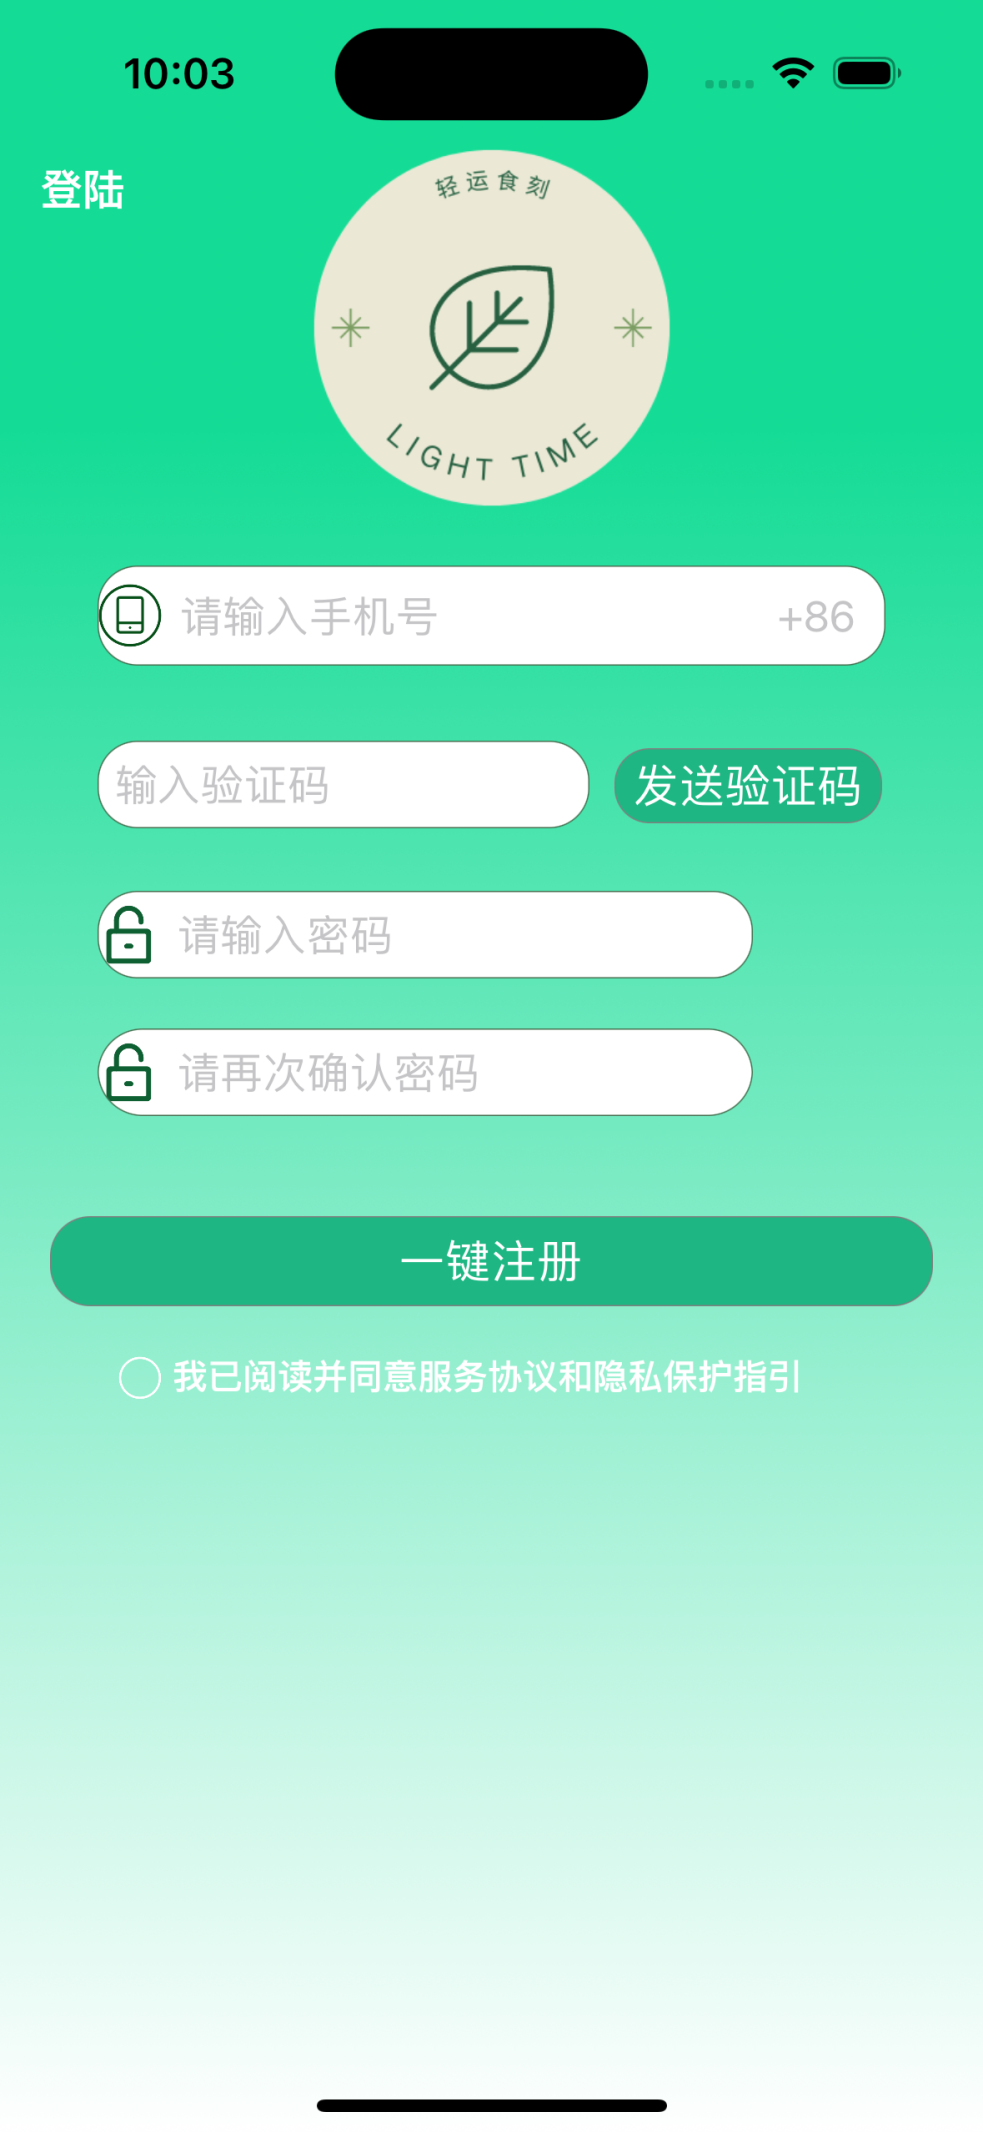 10:03
登陆
轻运食刻
LIGHT TIME
请输入手机号 +86
输入验证码 发送验证码
请输入密码
请再次确认密码
一键注册
我已阅读并同意服务协议和隐私保护指引